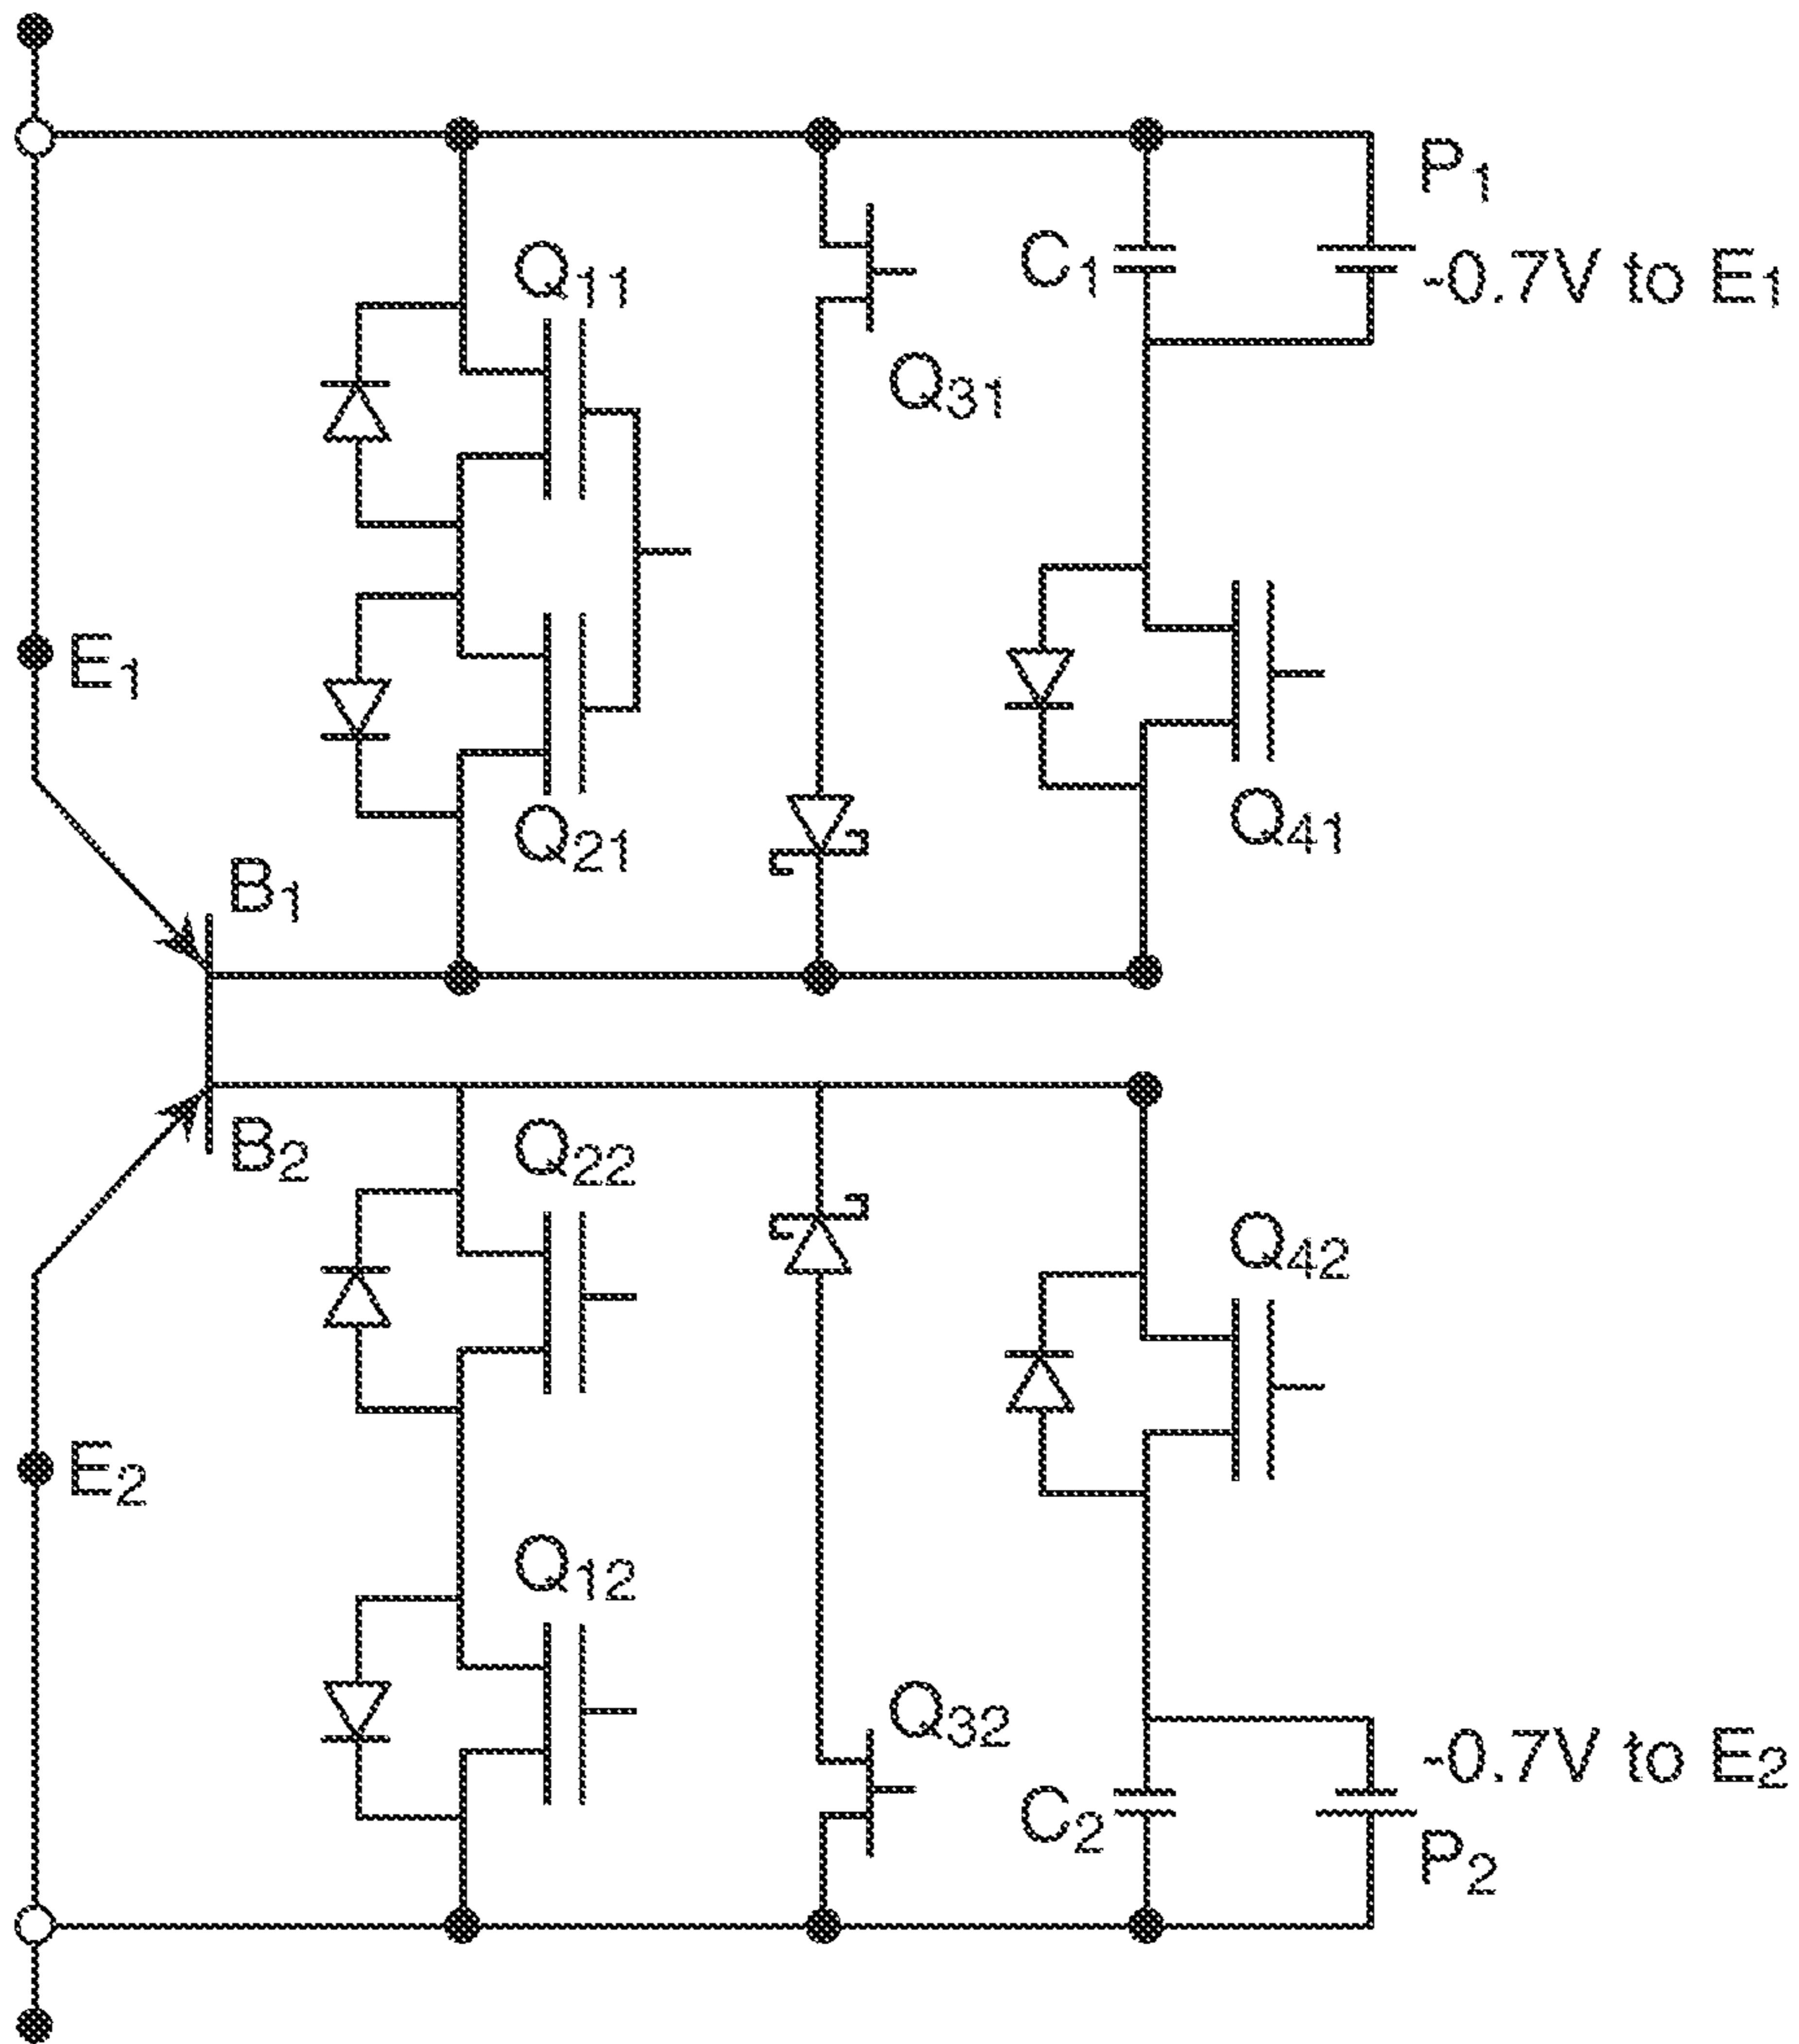 P1
Q11
C1
-0.7V to E1
Q31
E1
Q41
Q21
B1
B2
Q22
Q42
E2
Q12
Q32
-0.7V to E2
C2
P2